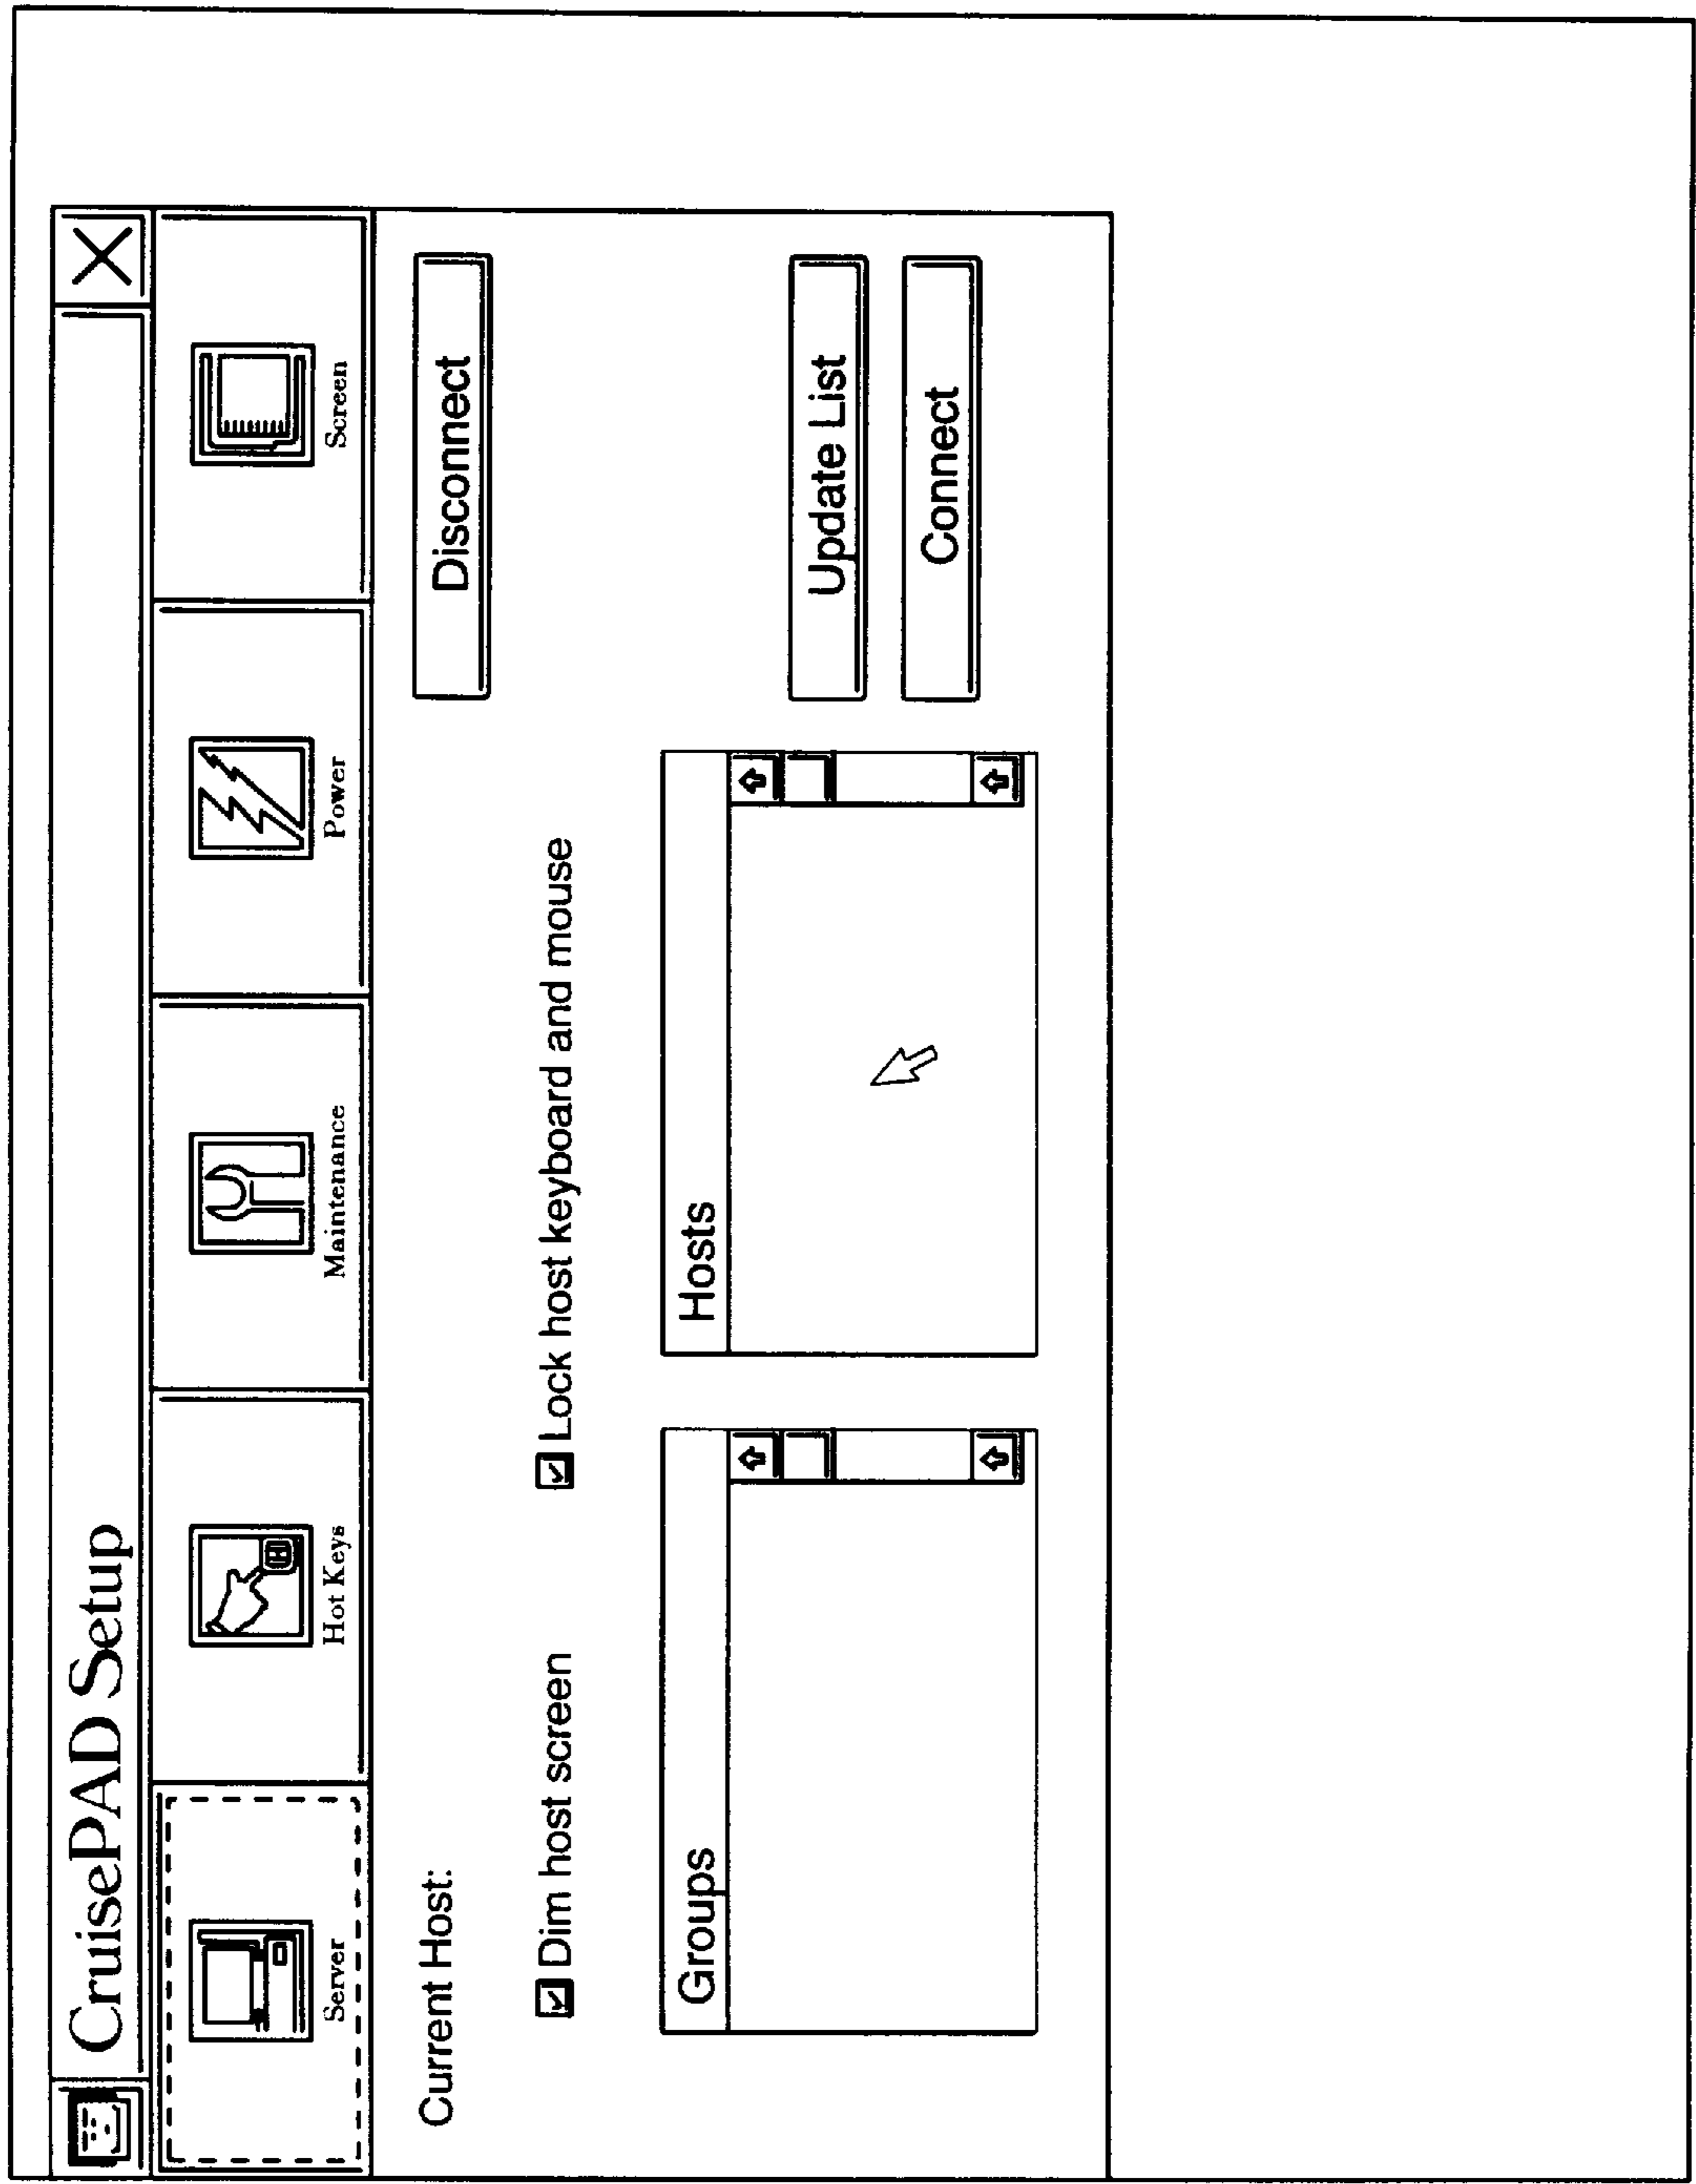 CruisePAD Setup
Server
Hot Keys
Maintenance
Power
Screen
Current Host:
Disconnect
Dim host screen
Lock host keyboard and mouse
Groups
Hosts
Update List
Connect